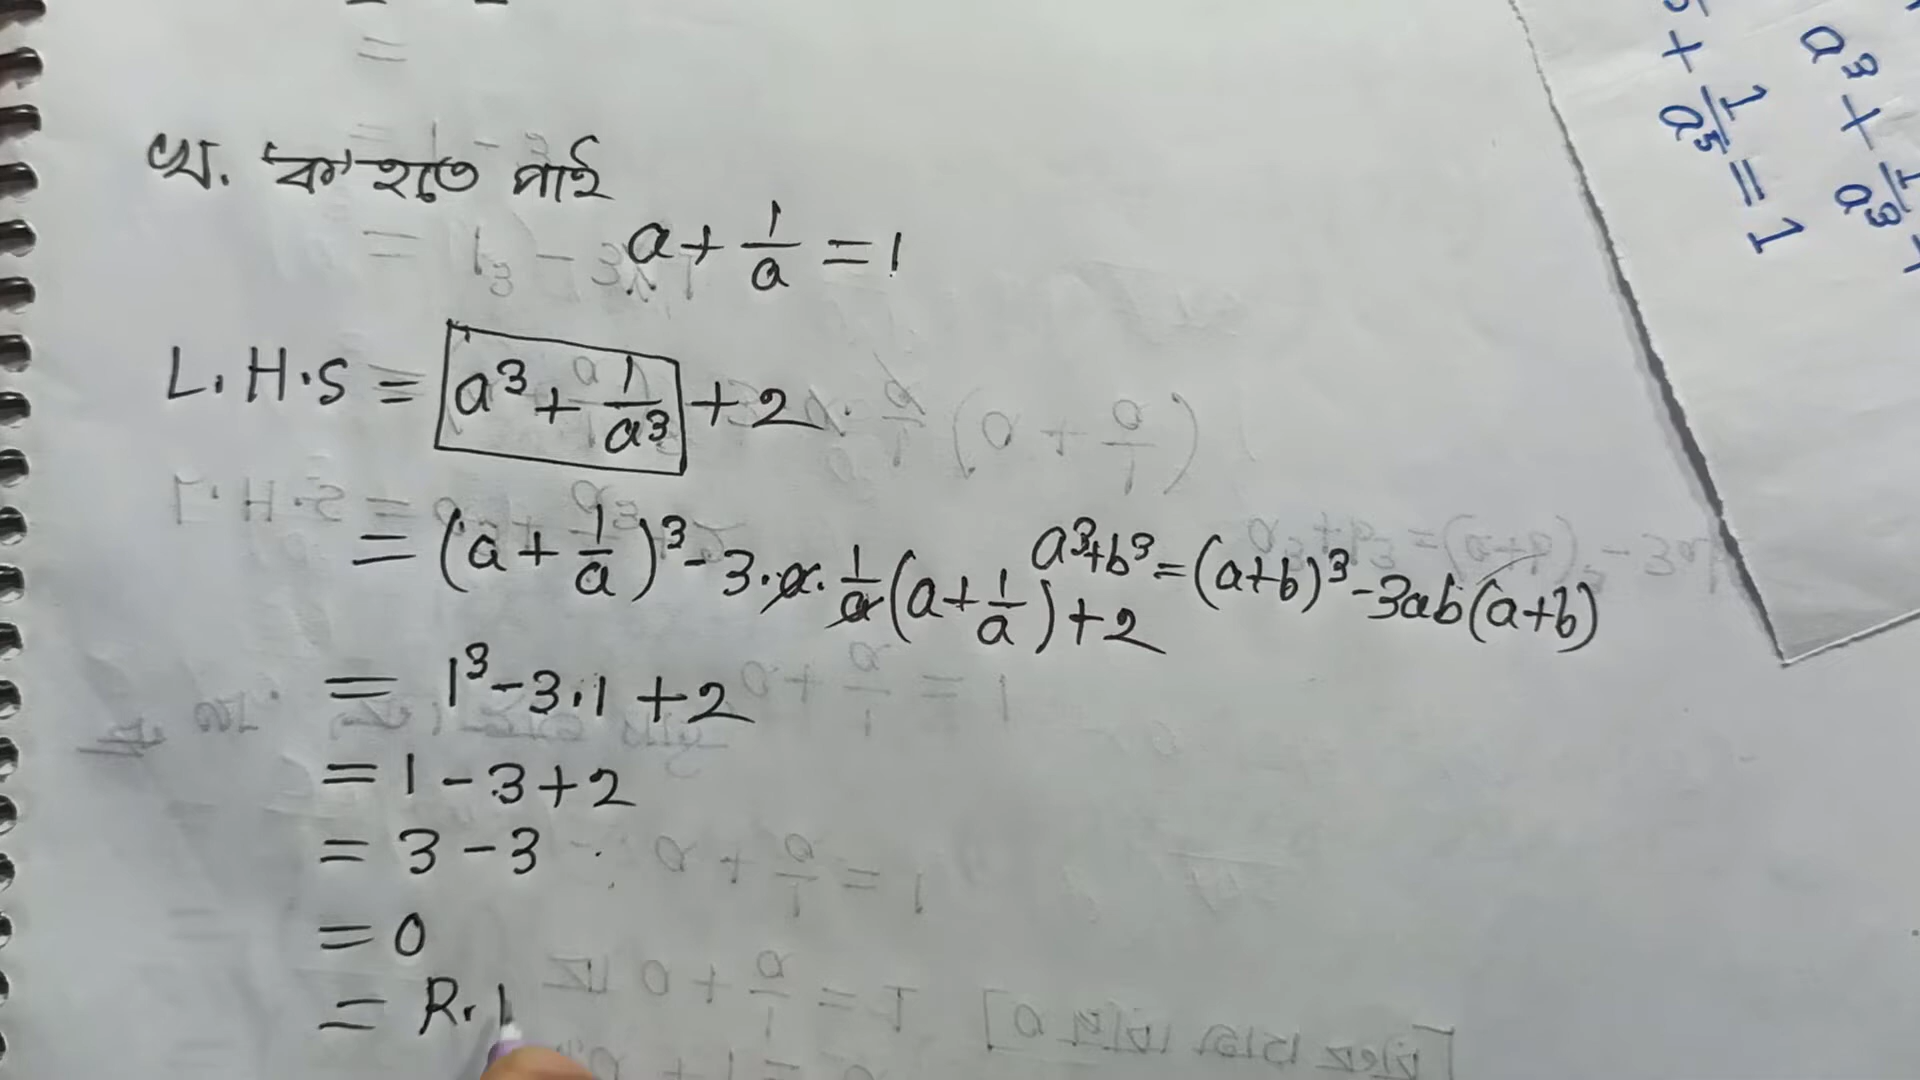 খ. 'ক' হতে পাই
a + 1/a = 1
L.H.S = a³ + 1/a³ + 2
= (a + 1/a)³ - 3 · a · 1/a (a + 1/a) + 2
a³+b³ = (a+b)³ - 3ab(a+b)
= 1³ - 3·1 + 2
= 1 - 3 + 2
= 3 - 3
= 0
= R.
+ 1/a⁵ = 1
a³ + 1/a³ +